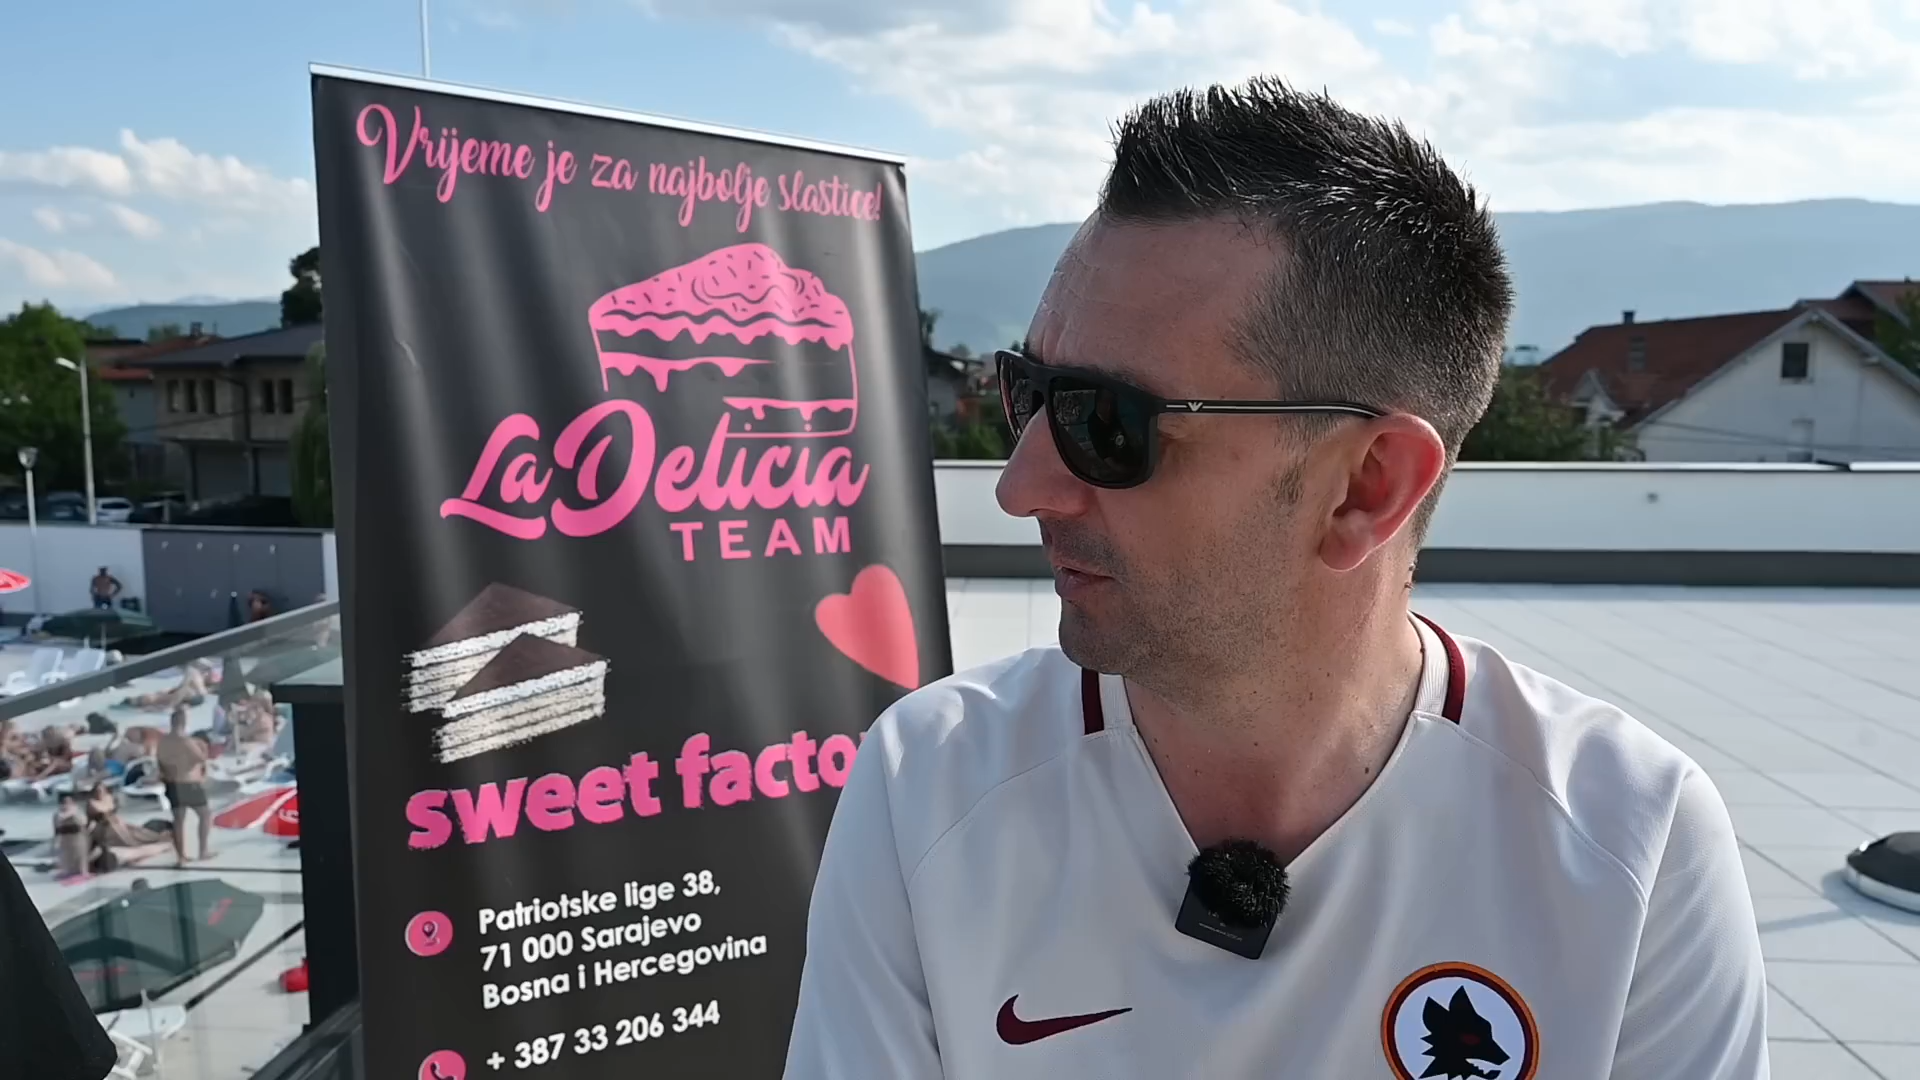 Vrijeme je za najbolje slastice!
La Delicia
TEAM
sweet facto
Patriotske lige 38,
71 000 Sarajevo
Bosna i Hercegovina
+ 387 33 206 344